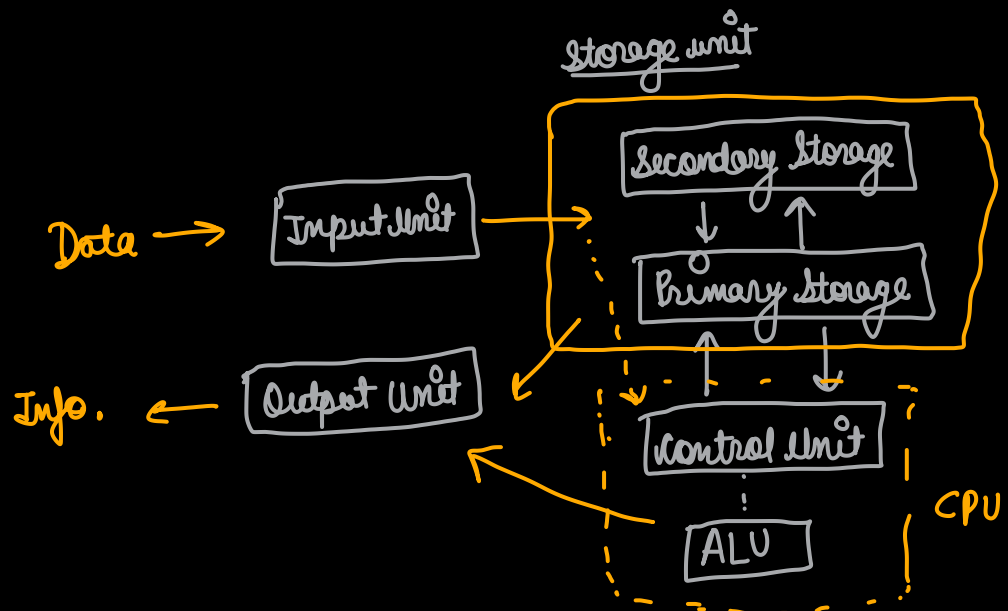 Storage unit
Secondary Storage
Input Unit
Data
Primary Storage
Output Unit
Info.
Control Unit
CPU
ALU